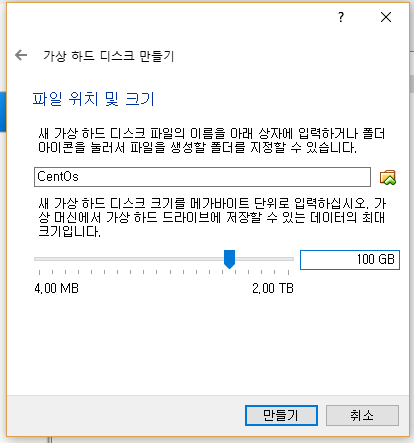 ?
가상 하드 디스크 만들기
파일 위치 및 크기
새 가상 하드 디스크 파일의 이름을 아래 상자에 입력하거나 폴더
아이콘을 눌러서 파일을 생성할 폴더를 지정할 수 있습니다.
CentOs
새 가상 하드 디스크 크기를 메가바이트 단위로 입력하십시오. 가
상 머신에서 가상 하드 드라이브에 저장할 수 있는 데이터의 최대
크기입니다.
100 GB
4.00 MB 2.00 TB
만들기 취소